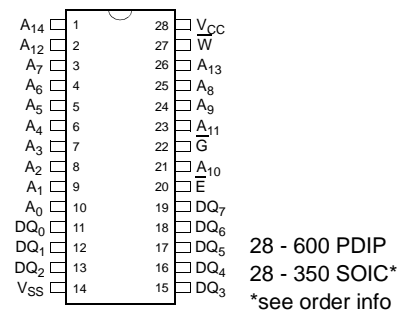 A14 1 28 VCC
A12 2 27 W
A7 3 26 A13
A6 4 25 A8
A5 5 24 A9
A4 6 23 A11
A3 7 22 G
A2 8 21 A10
A1 9 20 E
A0 10 19 DQ7
DQ0 11 18 DQ6
DQ1 12 17 DQ5
DQ2 13 16 DQ4
VSS 14 15 DQ3
28 - 600 PDIP
28 - 350 SOIC*
*see order info